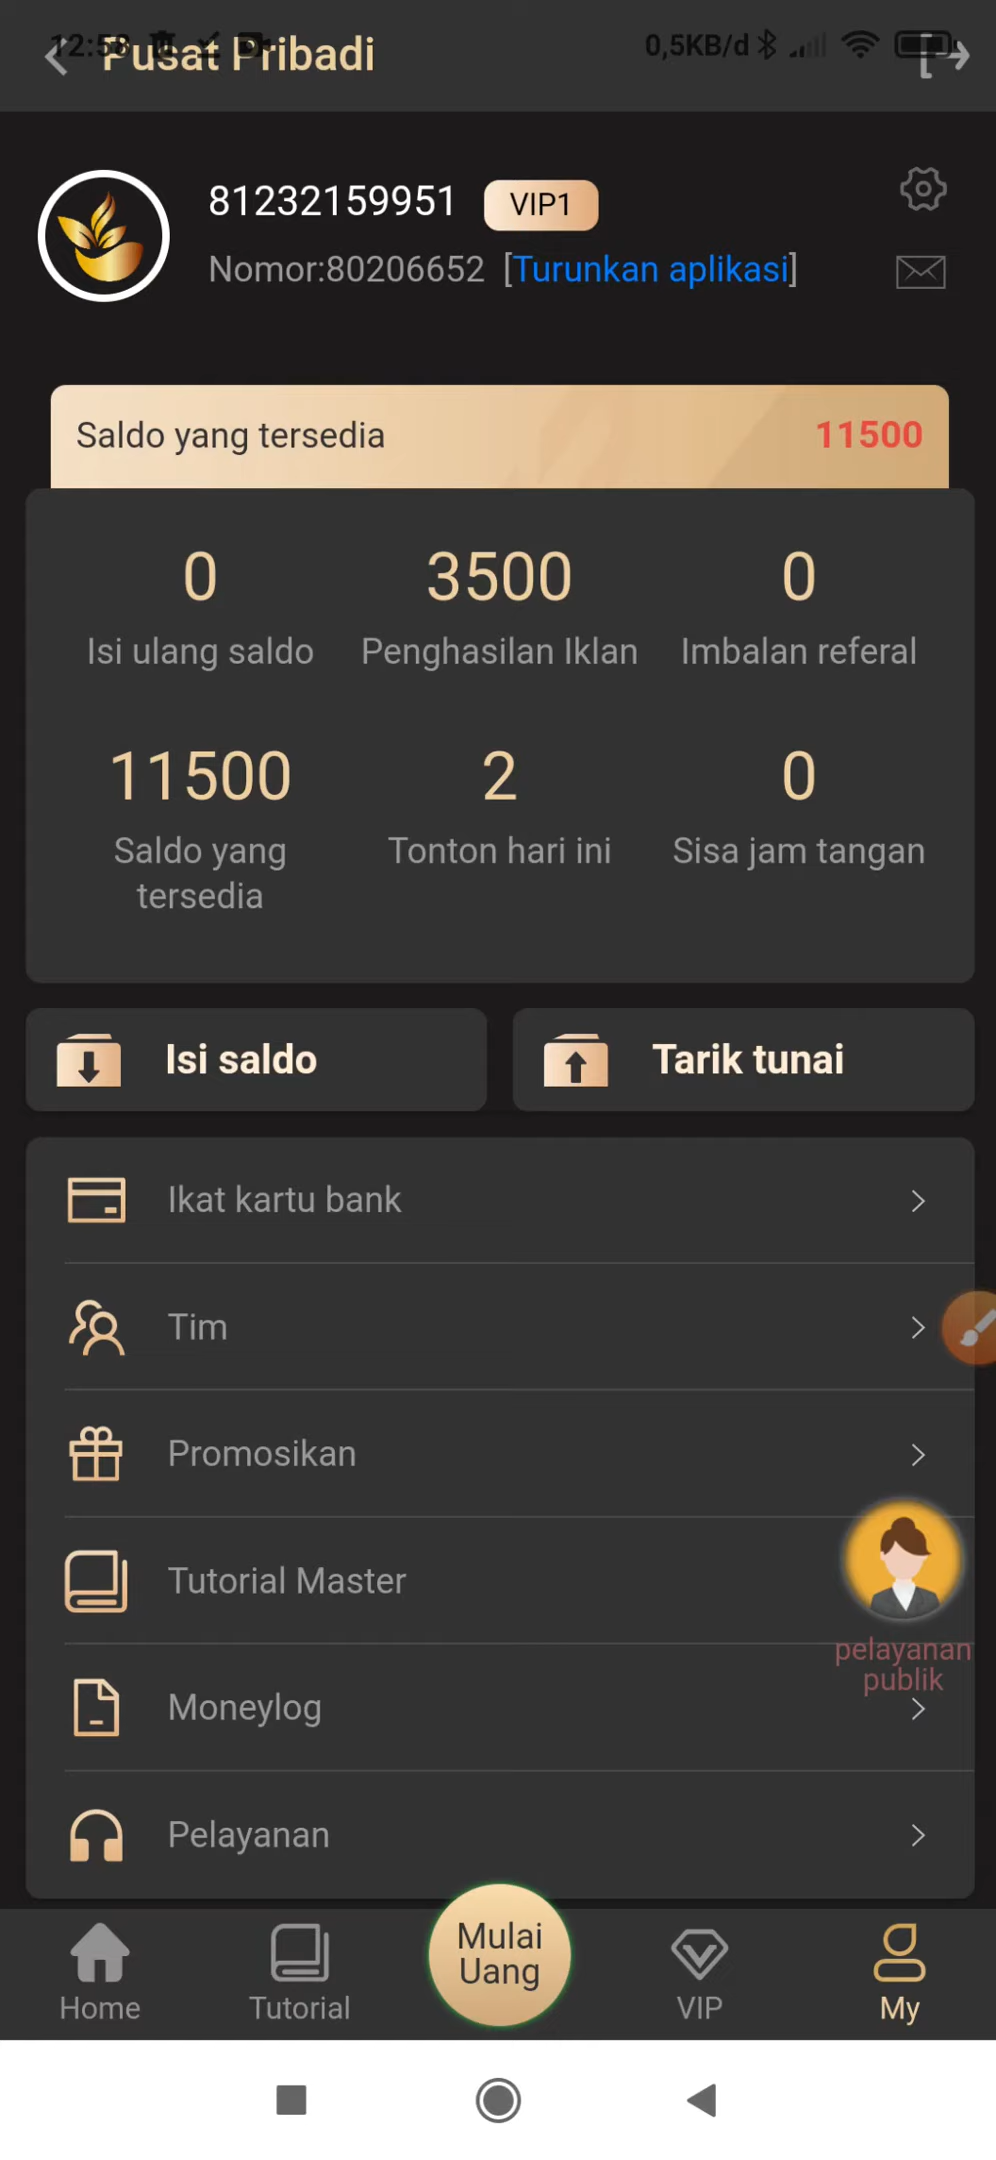 12:58 0,5KB/d
Pusat Pribadi
81232159951 VIP1
Nomor:80206652 [Turunkan aplikasi]
Saldo yang tersedia 11500
0 3500 0
Isi ulang saldo Penghasilan Iklan Imbalan referal
11500 2 0
Saldo yang tersedia Tonton hari ini Sisa jam tangan
Isi saldo Tarik tunai
Ikat kartu bank
Tim
Promosikan
Tutorial Master
pelayanan
publik
Moneylog
Pelayanan
Mulai
Uang
Home Tutorial VIP My